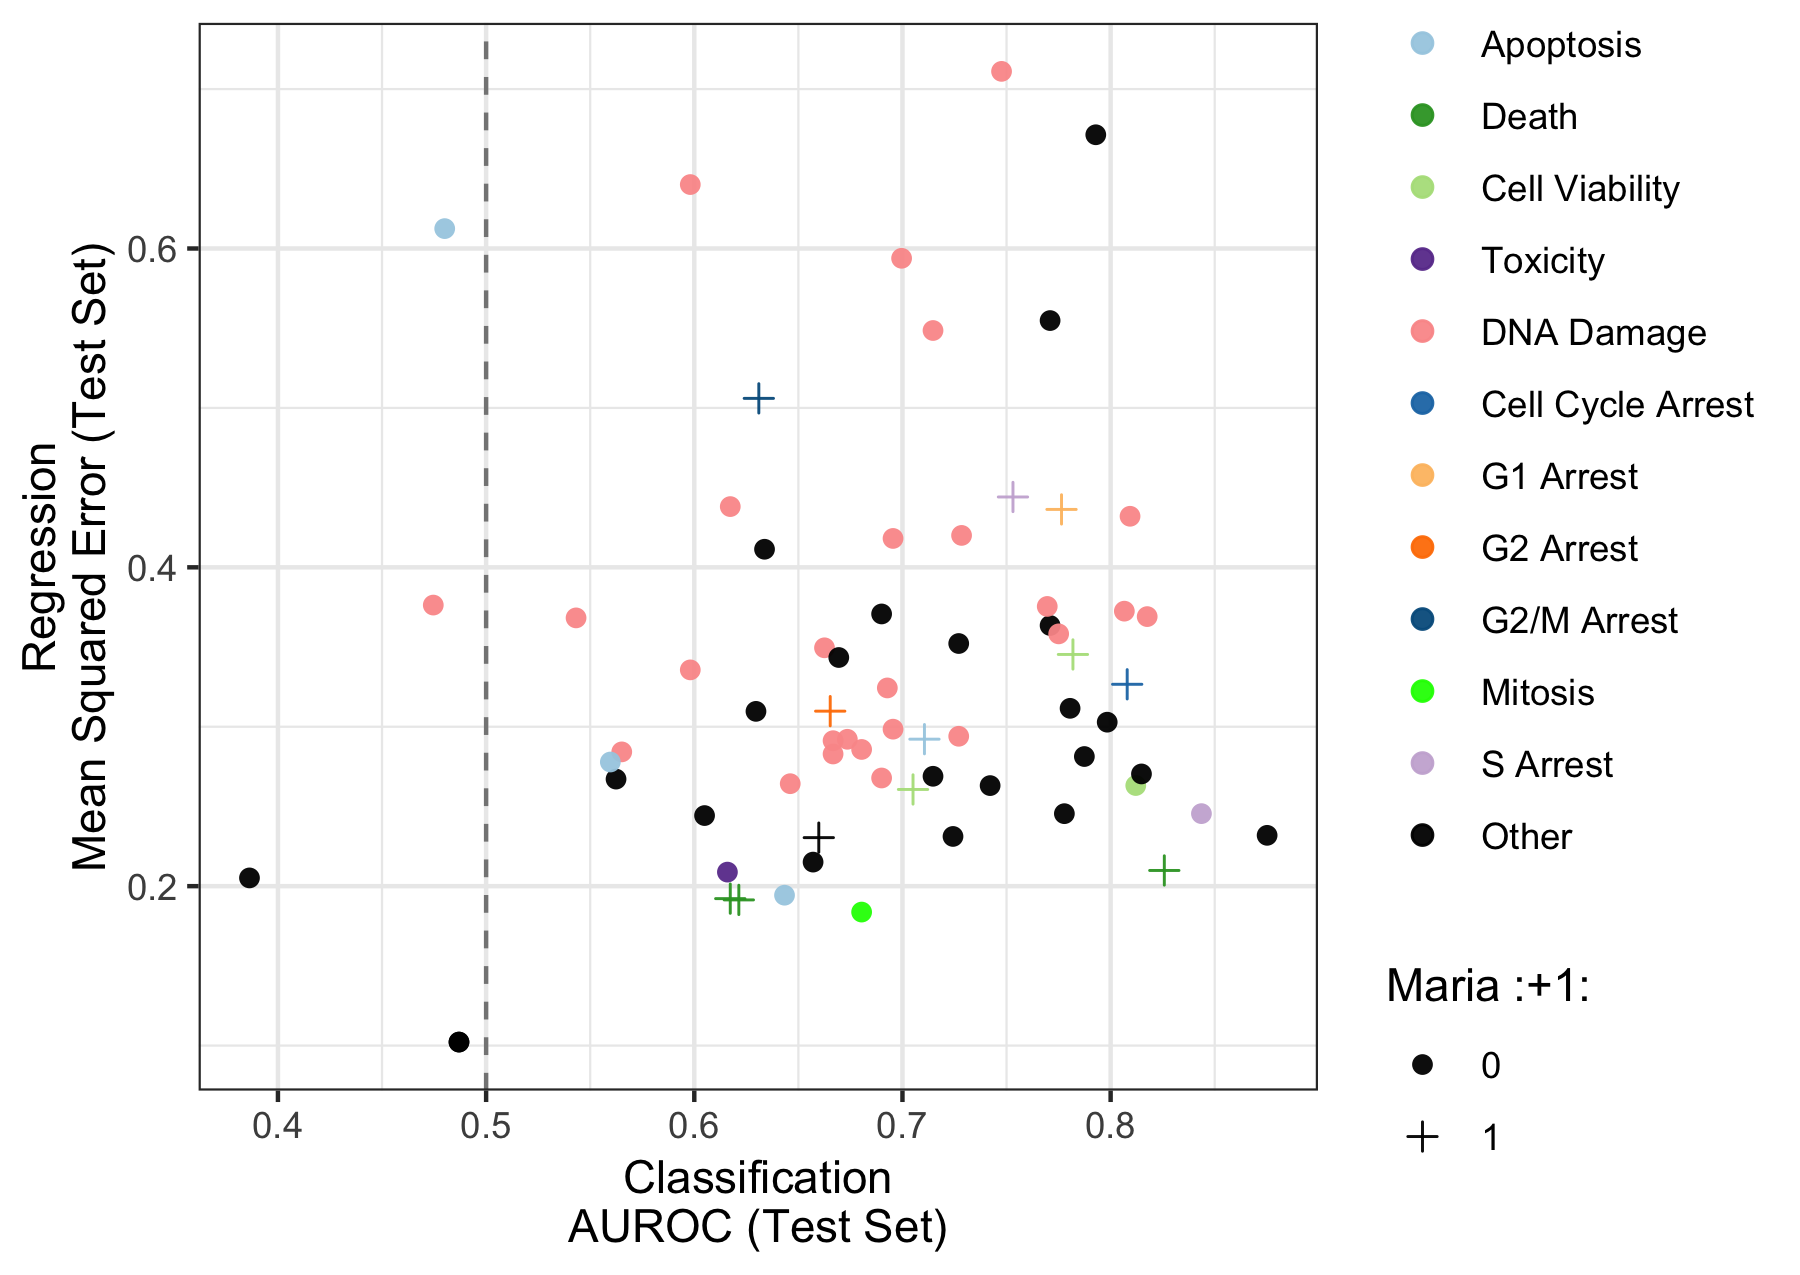 Regression
Mean Squared Error (Test Set)
0.6
0.4
0.2
0.4
0.5
0.6
0.7
0.8
Classification
AUROC (Test Set)
Apoptosis
Death
Cell Viability
Toxicity
DNA Damage
Cell Cycle Arrest
G1 Arrest
G2 Arrest
G2/M Arrest
Mitosis
S Arrest
Other
Maria :+1:
0
1